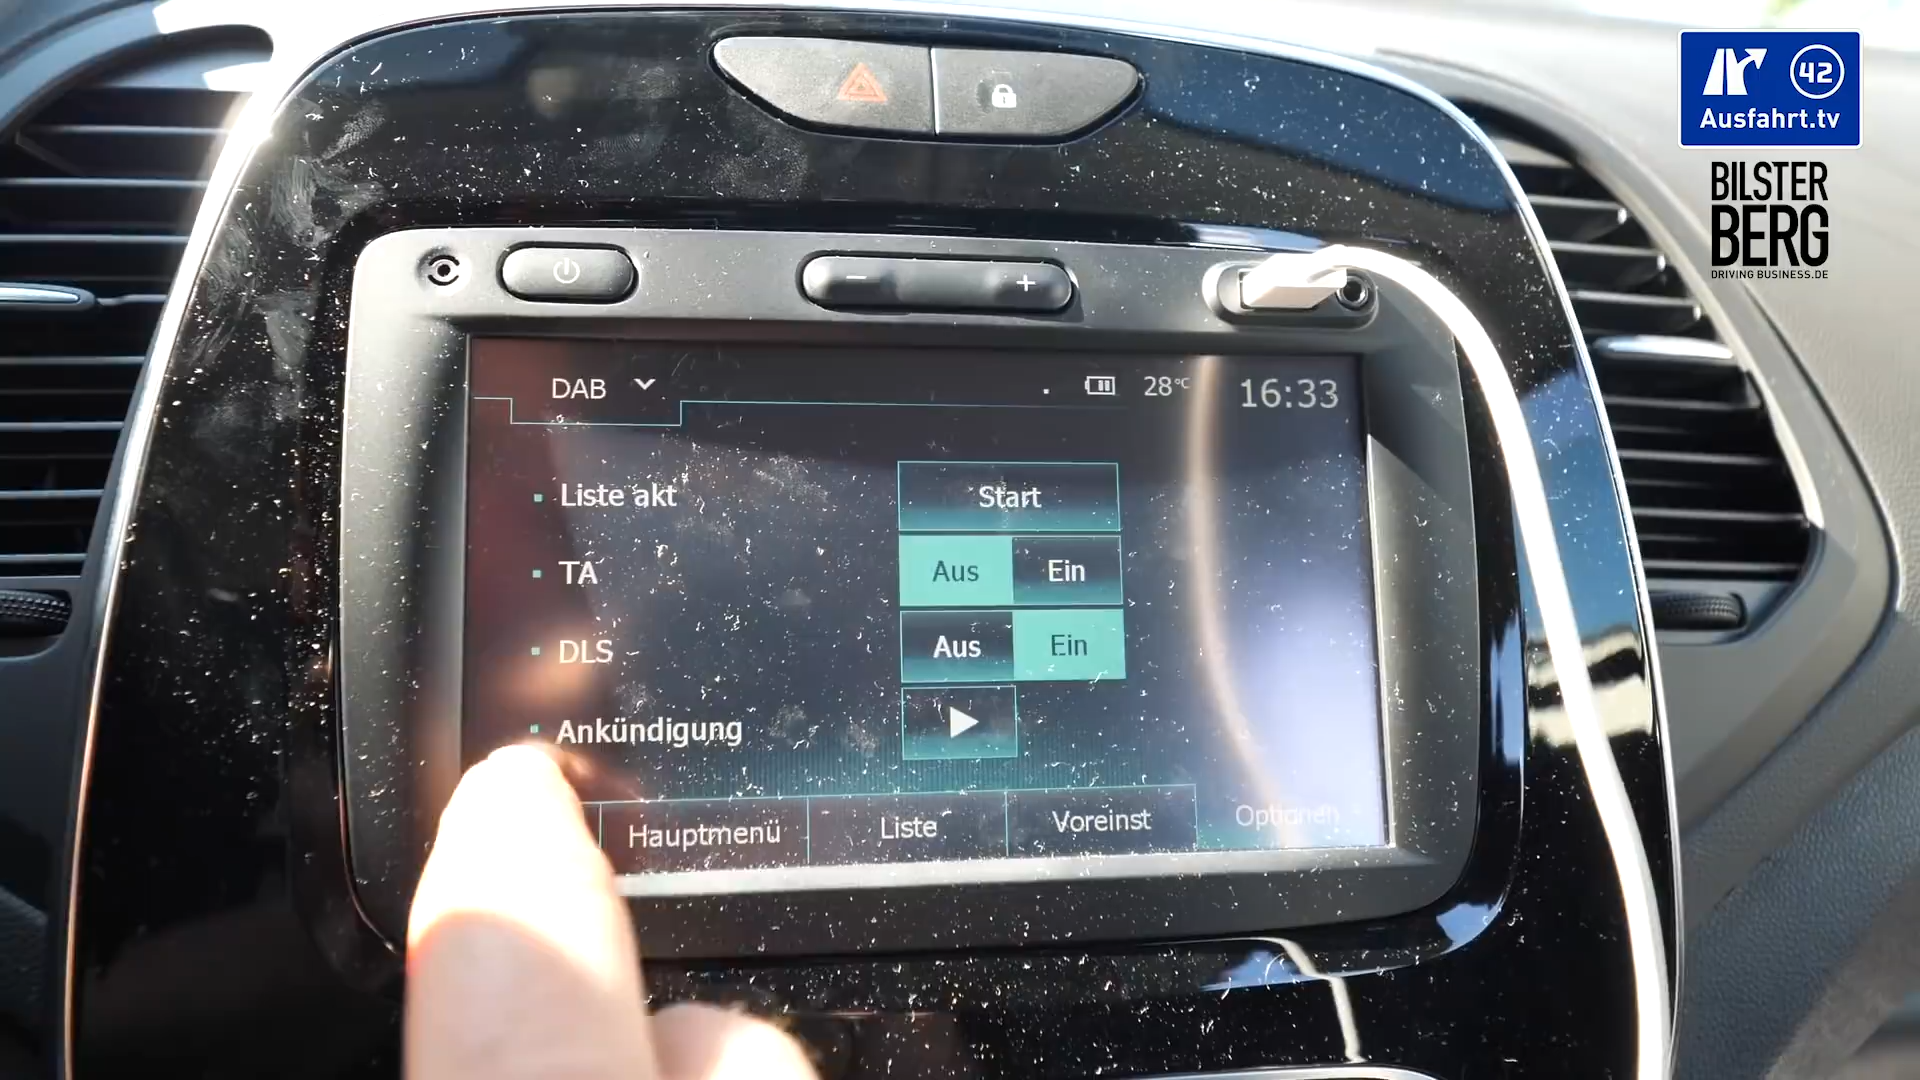 42
Ausfahrt.tv
BILSTER
BERG
DRIVING BUSINESS.DE
DAB
28°C
16:33
Liste akt
Start
TA
Aus
Ein
DLS
Aus
Ein
Ankündigung
Hauptmenü
Liste
Voreinst
Optionen